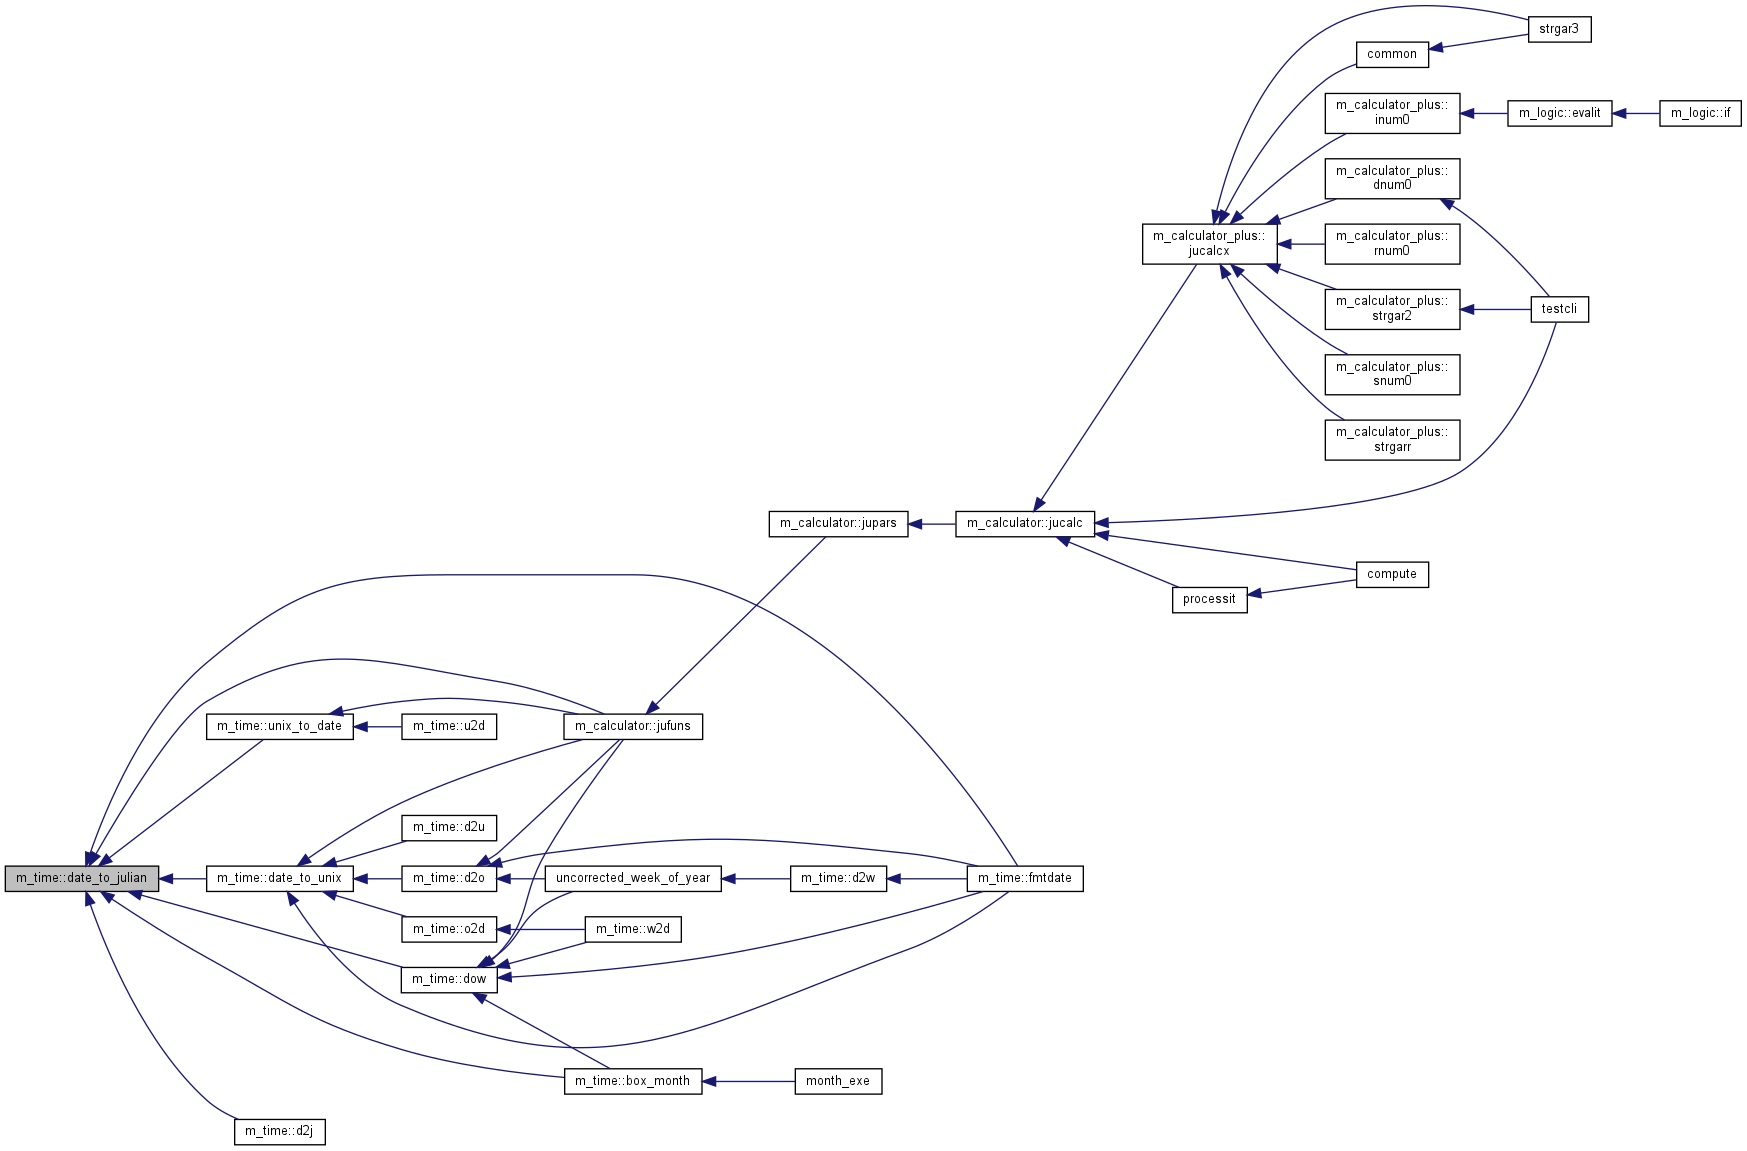 strgar3
common
m_calculator_plus::
inum0
m_logic::evalit
m_logic::if
m_calculator_plus::
dnum0
m_calculator_plus::
jucalcx
m_calculator_plus::
rnum0
m_calculator_plus::
strgar2
testcli
m_calculator_plus::
snum0
m_calculator_plus::
strgarr
m_calculator::jupars
m_calculator::jucalc
compute
processit
m_time::unix_to_date
m_time::u2d
m_calculator::jufuns
m_time::d2u
m_time::date_to_julian
m_time::date_to_unix
m_time::d2o
uncorrected_week_of_year
m_time::d2w
m_time::fmtdate
m_time::o2d
m_time::w2d
m_time::dow
m_time::box_month
month_exe
m_time::d2j